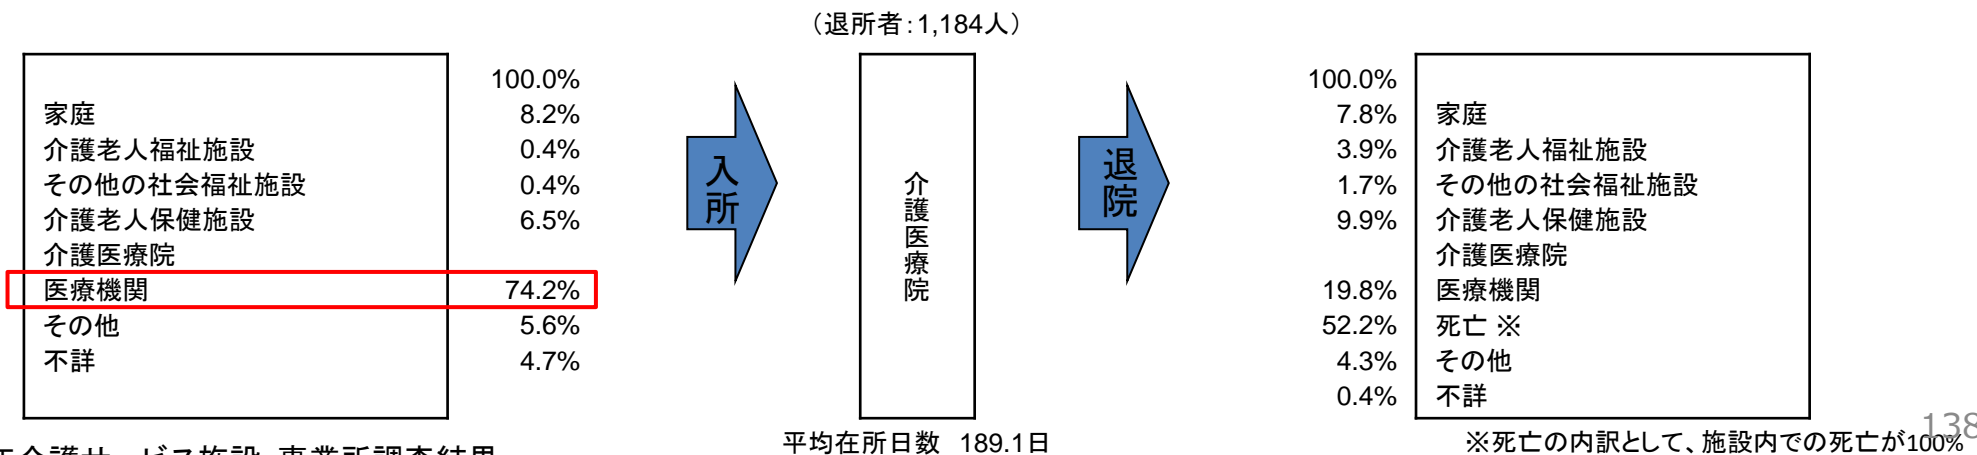 （退所者：1,184人）
100.0%
家庭 8.2%
介護老人福祉施設 0.4%
その他の社会福祉施設 0.4%
介護老人保健施設 6.5%
介護医療院
医療機関 74.2%
その他 5.6%
不詳 4.7%
入所
介護医療院
退院
100.0%
7.8% 家庭
3.9% 介護老人福祉施設
1.7% その他の社会福祉施設
9.9% 介護老人保健施設
介護医療院
19.8% 医療機関
52.2% 死亡 ※
4.3% その他
0.4% 不詳
平均在所日数 189.1日
※死亡の内訳として、施設内での死亡が100%
138